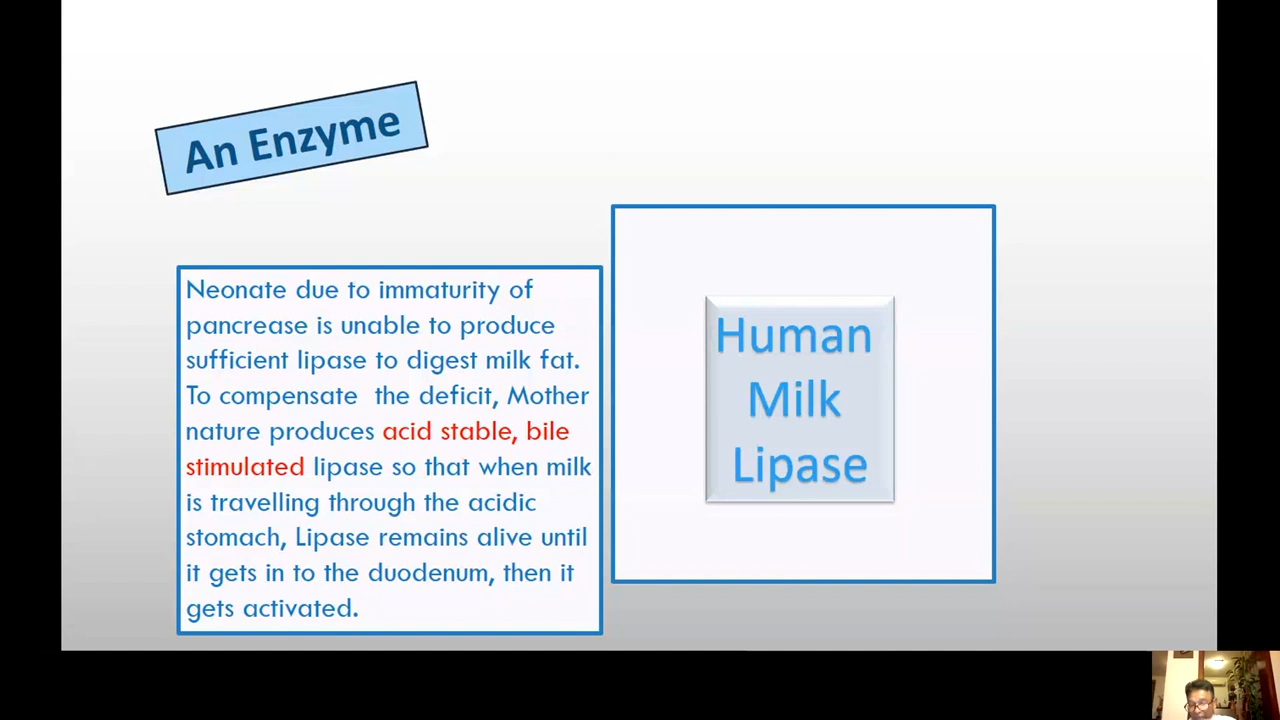 An Enzyme
Neonate due to immaturity of
pancrease is unable to produce
sufficient lipase to digest milk fat.
To compensate  the deficit, Mother
nature produces acid stable, bile
stimulated lipase so that when milk
is travelling through the acidic
stomach, Lipase remains alive until
it gets in to the duodenum, then it
gets activated.
Human
Milk
Lipase